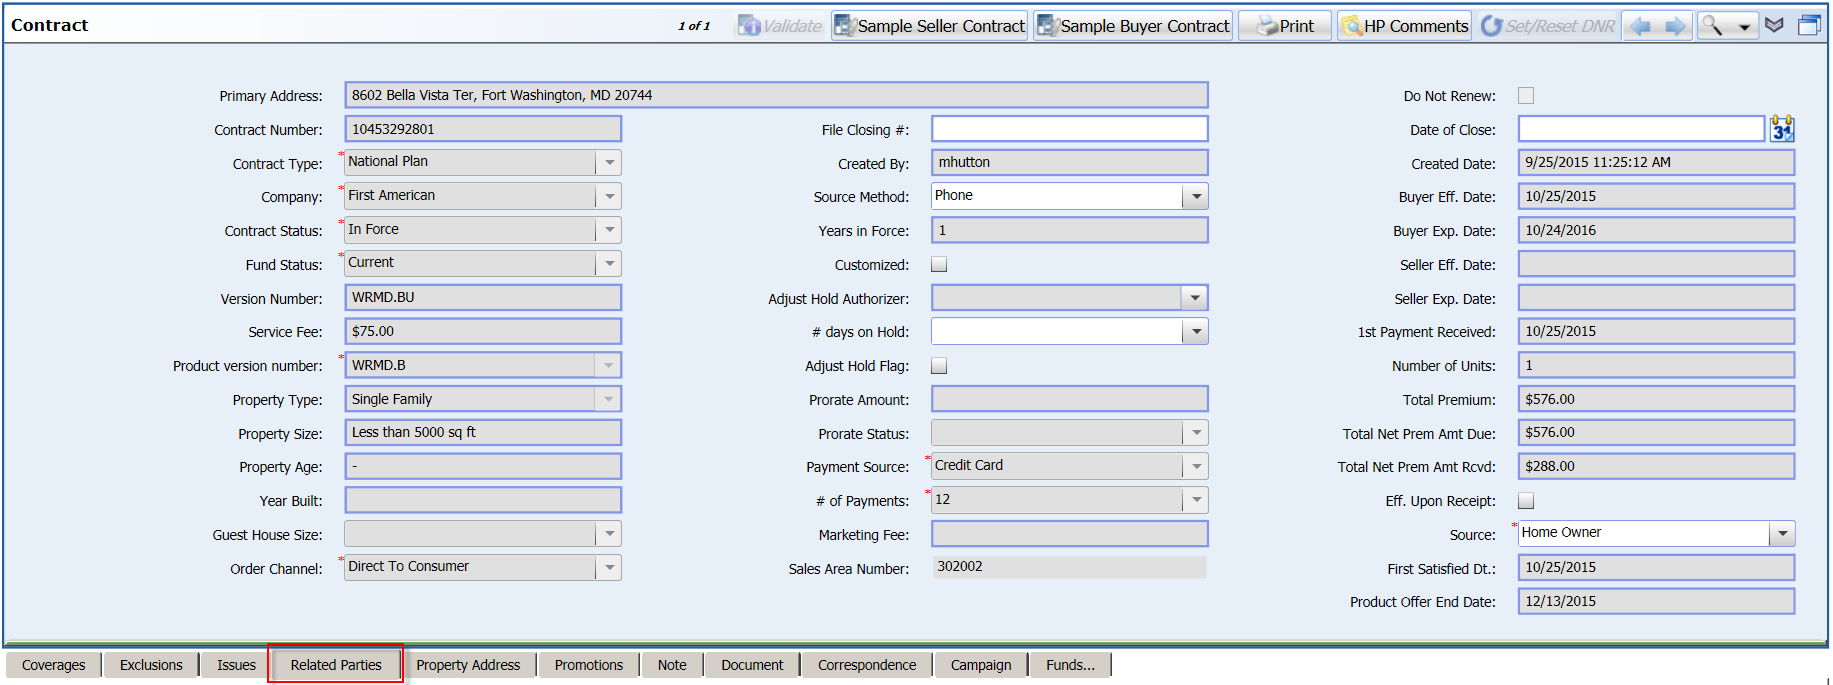 Contract 1 of 1 Validate Sample Seller Contract Sample Buyer Contract Print HP Comments Set/Reset DNR
Primary Address: 8602 Bella Vista Ter, Fort Washington, MD 20744 Do Not Renew:
Contract Number: 10453292801 File Closing #: Date of Close: 31
Contract Type: * National Plan Created By: mhutton Created Date: 9/25/2015 11:25:12 AM
Company: * First American Source Method: Phone Buyer Eff. Date: 10/25/2015
Contract Status: * In Force Years in Force: 1 Buyer Exp. Date: 10/24/2016
Fund Status: * Current Customized: Seller Eff. Date:
Version Number: WRMD.BU Adjust Hold Authorizer: Seller Exp. Date:
Service Fee: $75.00 # days on Hold: 1st Payment Received: 10/25/2015
Product version number: * WRMD.B Adjust Hold Flag: Number of Units: 1
Property Type: Single Family Prorate Amount: Total Premium: $576.00
Property Size: Less than 5000 sq ft Prorate Status: Total Net Prem Amt Due: $576.00
Property Age: - Payment Source: * Credit Card Total Net Prem Amt Rcvd: $288.00
Year Built: # of Payments: * 12 Eff. Upon Receipt:
Guest House Size: Marketing Fee: Source: * Home Owner
Order Channel: * Direct To Consumer Sales Area Number: 302002 First Satisfied Dt.: 10/25/2015
Product Offer End Date: 12/13/2015
Coverages Exclusions Issues Related Parties Property Address Promotions Note Document Correspondence Campaign Funds...